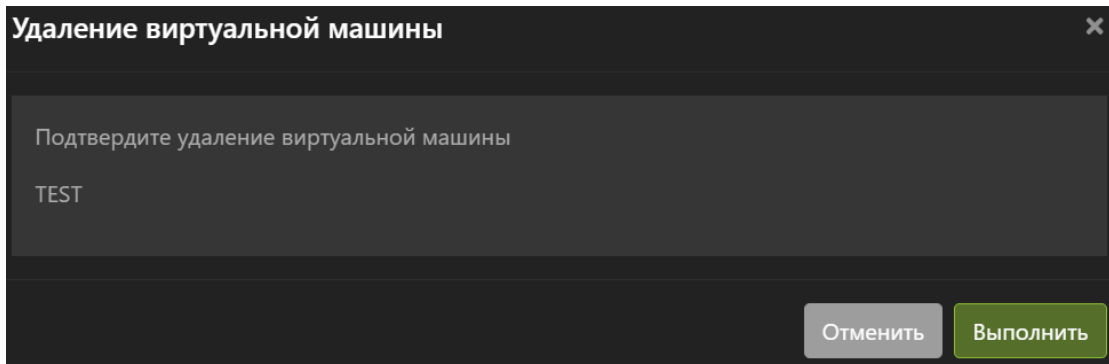 Удаление виртуальной машины
Подтвердите удаление виртуальной машины
TEST
Отменить Выполнить